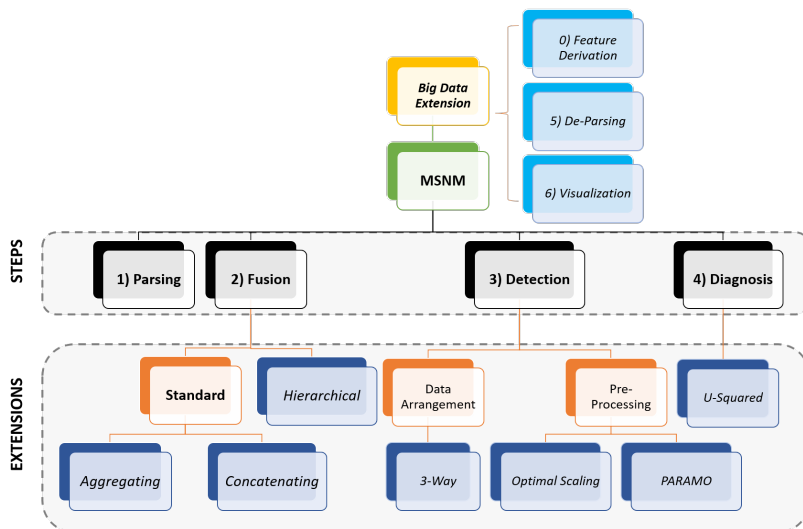 0) Feature
Derivation
Big Data
Extension
5) De-Parsing
MSNM
6) Visualization
STEPS
1) Parsing
2) Fusion
3) Detection
4) Diagnosis
EXTENSIONS
Standard
Hierarchical
Data
Arrangement
Pre-
Processing
U-Squared
Aggregating
Concatenating
3-Way
Optimal Scaling
PARAMO